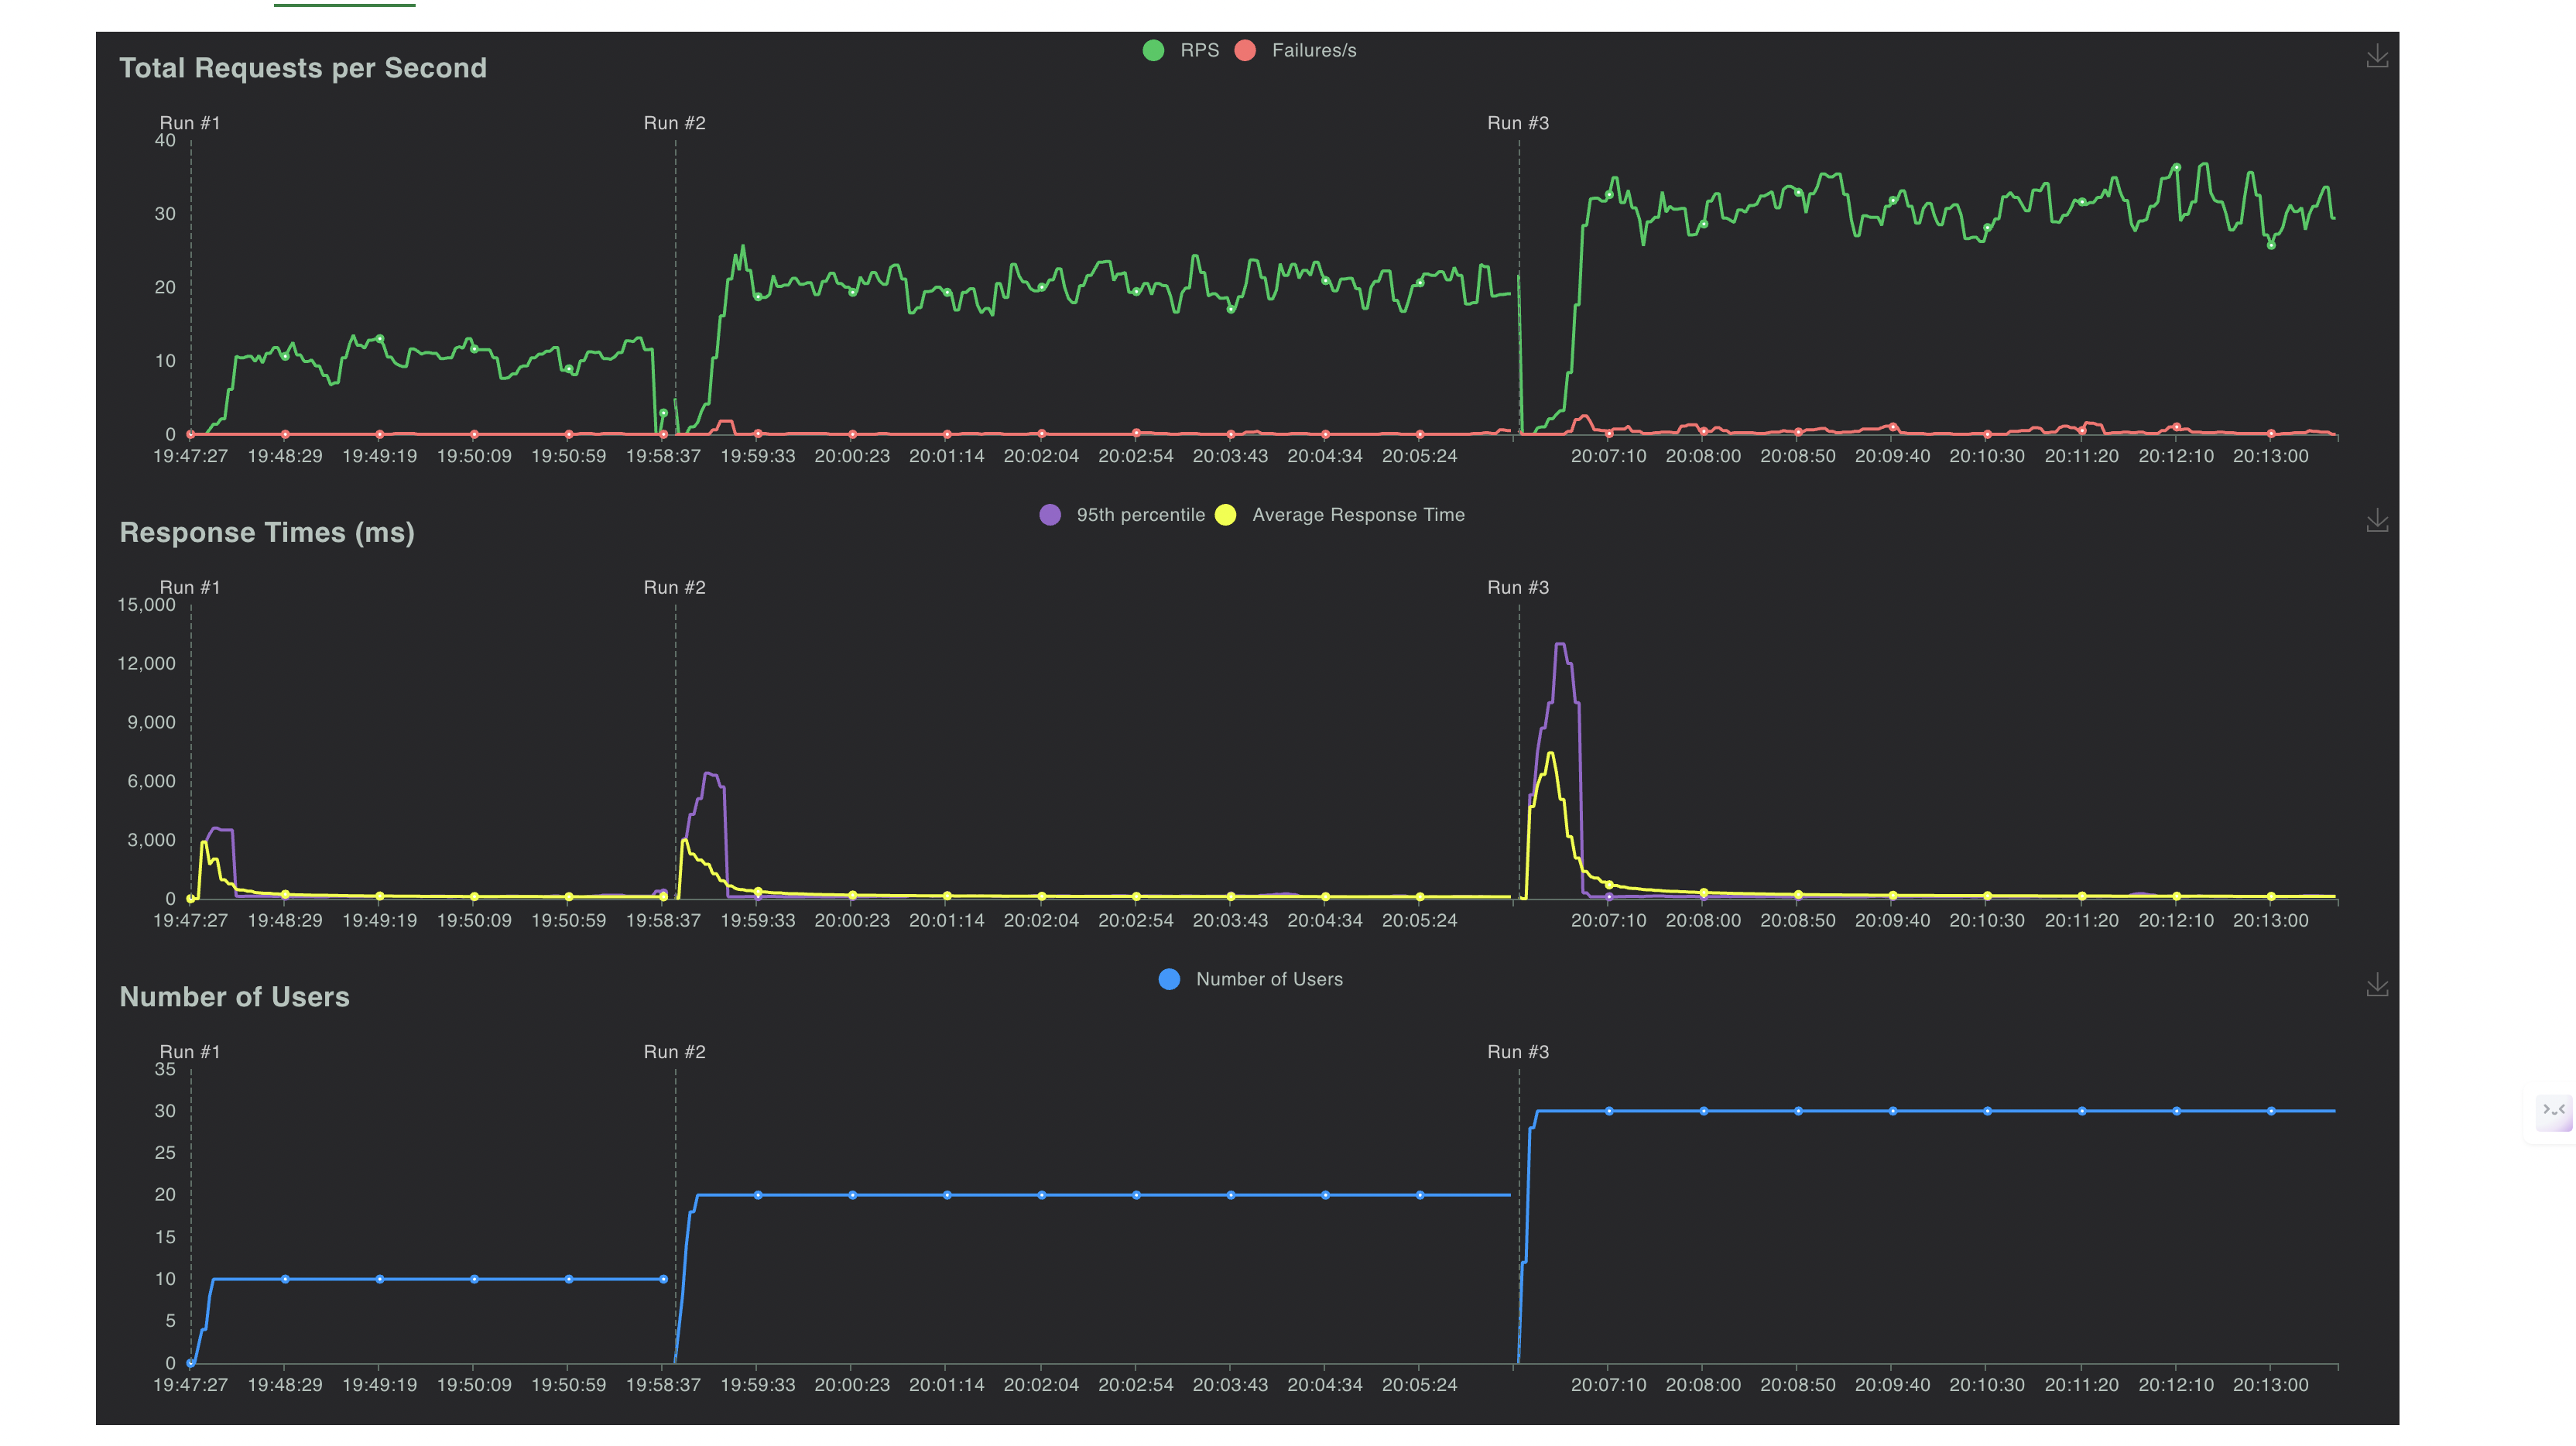 RPS Failures/s
Total Requests per Second
Run #1 Run #2 Run #3
40
30
20
10
0
19:47:27 19:48:29 19:49:19 19:50:09 19:50:59 19:58:37 19:59:33 20:00:23 20:01:14 20:02:04 20:02:54 20:03:43 20:04:34 20:05:24 20:07:10 20:08:00 20:08:50 20:09:40 20:10:30 20:11:20 20:12:10 20:13:00
95th percentile Average Response Time
Response Times (ms)
Run #1 Run #2 Run #3
15,000
12,000
9,000
6,000
3,000
0
19:47:27 19:48:29 19:49:19 19:50:09 19:50:59 19:58:37 19:59:33 20:00:23 20:01:14 20:02:04 20:02:54 20:03:43 20:04:34 20:05:24 20:07:10 20:08:00 20:08:50 20:09:40 20:10:30 20:11:20 20:12:10 20:13:00
Number of Users
Number of Users
Run #1 Run #2 Run #3
35
30
25
20
15
10
5
0
19:47:27 19:48:29 19:49:19 19:50:09 19:50:59 19:58:37 19:59:33 20:00:23 20:01:14 20:02:04 20:02:54 20:03:43 20:04:34 20:05:24 20:07:10 20:08:00 20:08:50 20:09:40 20:10:30 20:11:20 20:12:10 20:13:00